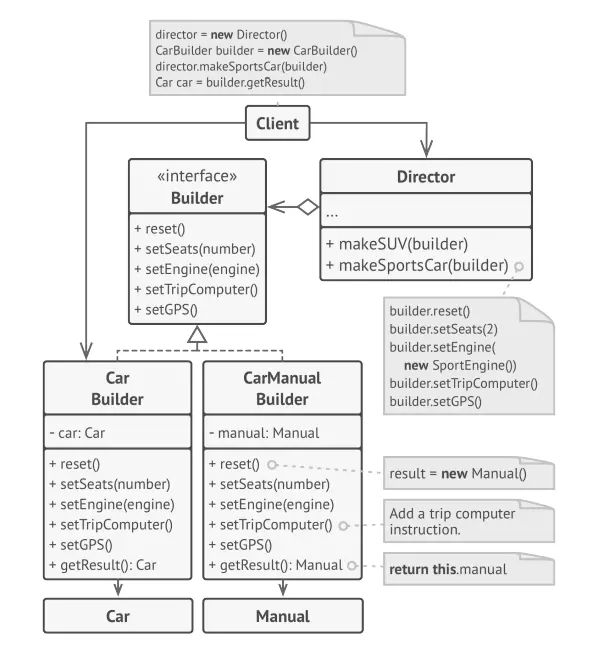 director = new Director()
CarBuilder builder = new CarBuilder()
director.makeSportsCar(builder)
Car car = builder.getResult()
Client
«interface»
Builder
+ reset()
+ setSeats(number)
+ setEngine(engine)
+ setTripComputer()
+ setGPS()
Director
...
+ makeSUV(builder)
+ makeSportsCar(builder)
builder.reset()
builder.setSeats(2)
builder.setEngine(
new SportEngine())
builder.setTripComputer()
builder.setGPS()
Car
Builder
- car: Car
+ reset()
+ setSeats(number)
+ setEngine(engine)
+ setTripComputer()
+ setGPS()
+ getResult(): Car
CarManual
Builder
- manual: Manual
+ reset()
+ setSeats(number)
+ setEngine(engine)
+ setTripComputer()
+ setGPS()
+ getResult(): Manual
result = new Manual()
Add a trip computer
instruction.
return this.manual
Car
Manual